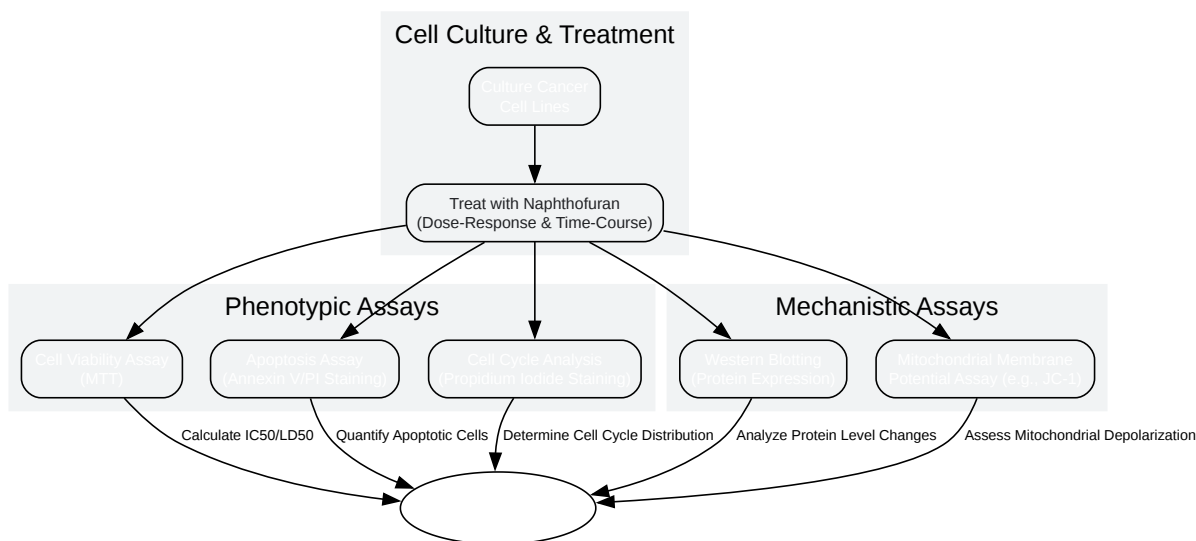 Cell Culture & Treatment
Culture Cancer
Cell Lines
Treat with Naphthofuran
(Dose-Response & Time-Course)
Phenotypic Assays
Mechanistic Assays
Cell Viability Assay
(MTT)
Apoptosis Assay
(Annexin V/PI Staining)
Cell Cycle Analysis
(Propidium Iodide Staining)
Western Blotting
(Protein Expression)
Mitochondrial Membrane
Potential Assay (e.g., JC-1)
Calculate IC50/LD50
Quantify Apoptotic Cells
Determine Cell Cycle Distribution
Analyze Protein Level Changes
Assess Mitochondrial Depolarization